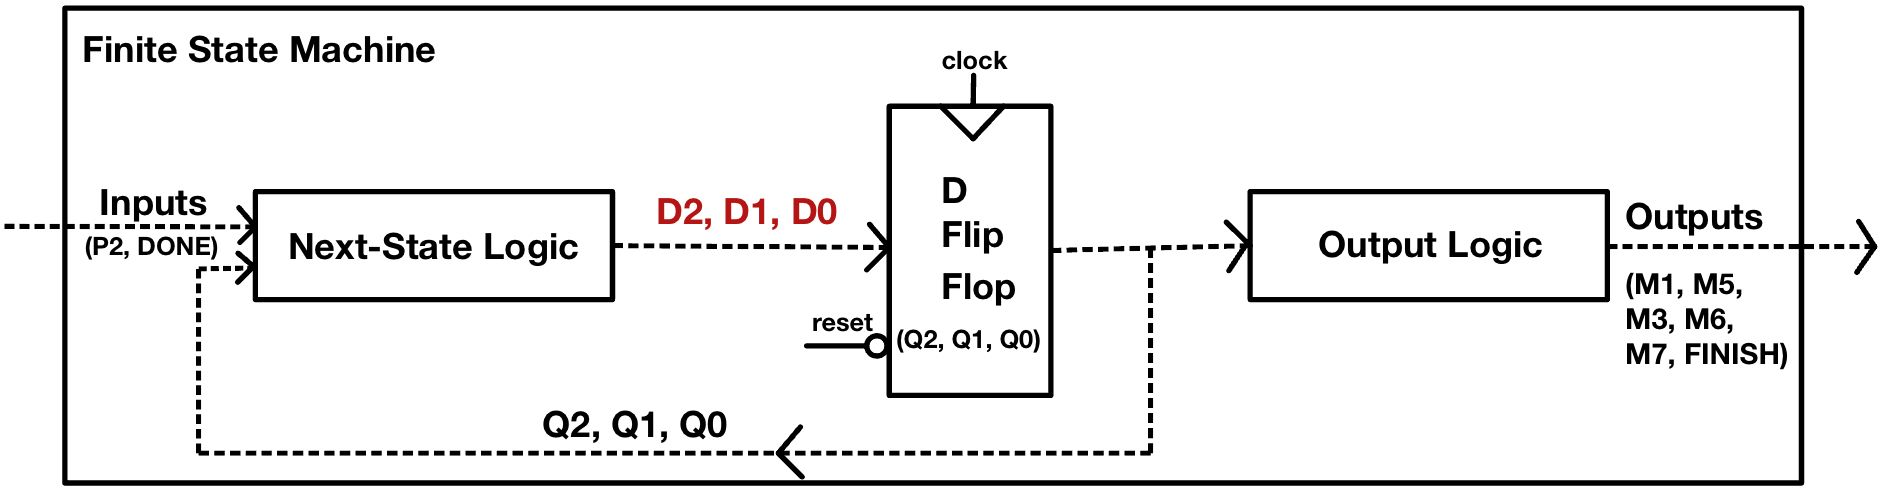 Finite State Machine
clock
Inputs
(P2, DONE)
Next-State Logic
D2, D1, D0
D
Flip
Flop
(Q2, Q1, Q0)
reset
Output Logic
Outputs
(M1, M5,
M3, M6,
M7, FINISH)
Q2, Q1, Q0